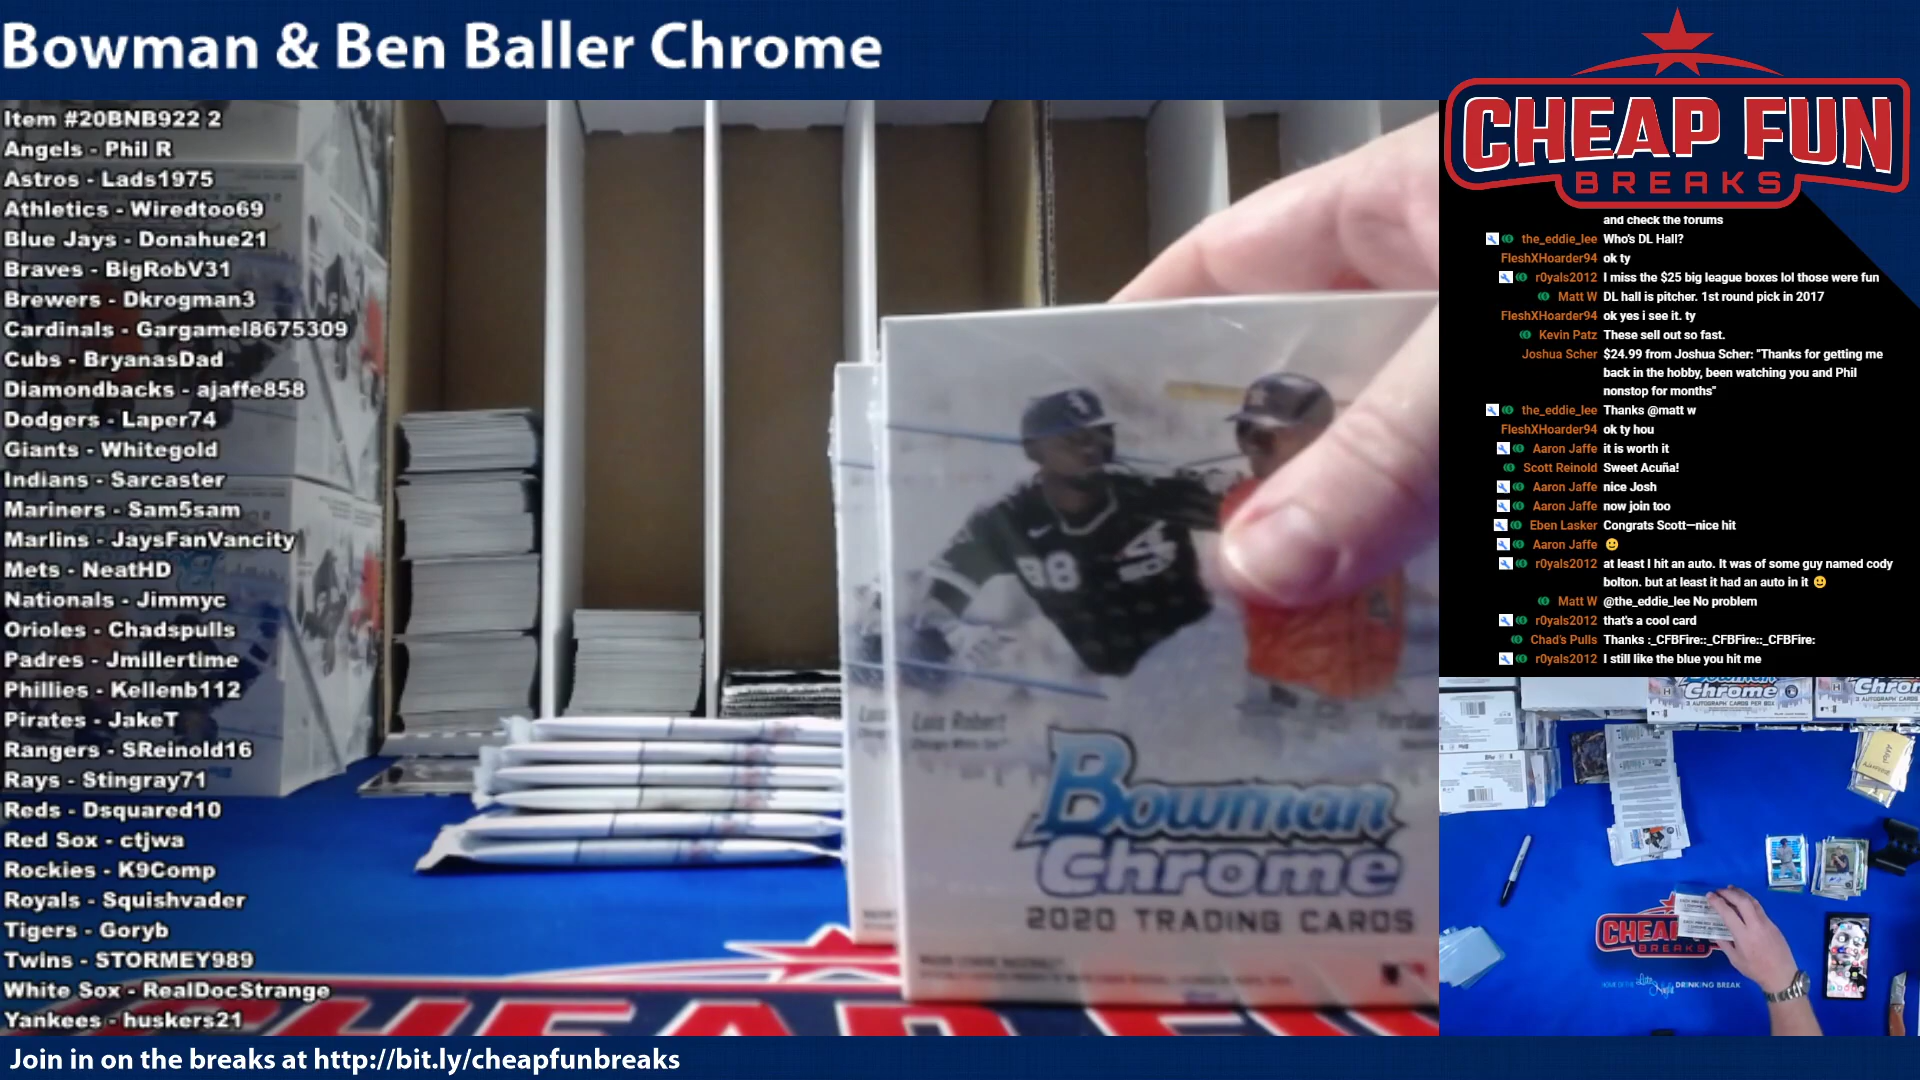 Bowman & Ben Baller Chrome
Item #20BNB922 2
Angels - Phil R
Astros - Lads1975
Athletics - Wiredtoo69
Blue Jays - Donahue21
Braves - BigRobV31
Brewers - Dkrogman3
Cardinals - Gargamel8675309
Cubs - BryanasDad
Diamondbacks - ajaffe858
Dodgers - Laper74
Giants - Whitegold
Indians - Sarcaster
Mariners - Sam5sam
Marlins - JaysFanVancity
Mets - NeatHD
Nationals - Jimmyc
Orioles - Chadspulls
Padres - Jmillertime
Phillies - Kellenb112
Pirates - JakeT
Rangers - SReinold16
Rays - Stingray71
Reds - Dsquared10
Red Sox - ctjwa
Rockies - K9Comp
Royals - Squishvader
Tigers - Goryb
Twins - STORMEY989
White Sox - RealDocStrange
Yankees - huskers21
Join in on the breaks at http://bit.ly/cheapfunbreaks
88
Luis Robert
Bowman
Chrome
2020 TRADING CARDS
CHEAP FUN
BREAKS
and check the forums
the_eddie_lee Who's DL Hall?
FleshXHoarder94 ok ty
r0yals2012 I miss the $25 big league boxes lol those were fun
Matt W DL hall is pitcher. 1st round pick in 2017
FleshXHoarder94 ok yes i see it. ty
Kevin Patz These sell out so fast.
Joshua Scher $24.99 from Joshua Scher: "Thanks for getting me
back in the hobby, been watching you and Phil
nonstop for months"
the_eddie_lee Thanks @matt w
FleshXHoarder94 ok ty hou
Aaron Jaffe it is worth it
Scott Reinold Sweet Acuña!
Aaron Jaffe nice Josh
Aaron Jaffe now join too
Eben Lasker Congrats Scott—nice hit
Aaron Jaffe
r0yals2012 at least I hit an auto. It was of some guy named cody
bolton. but at least it had an auto in it
Matt W @the_eddie_lee No problem
r0yals2012 that's a cool card
Chad's Pulls Thanks :_CFBFire::_CFBFire::_CFBFire:
r0yals2012 I still like the blue you hit me
Bowman
Chrome
3 AUTOGRAPH CARDS PER BOX
CHEAP
BREAKS
DRINKING BREAK